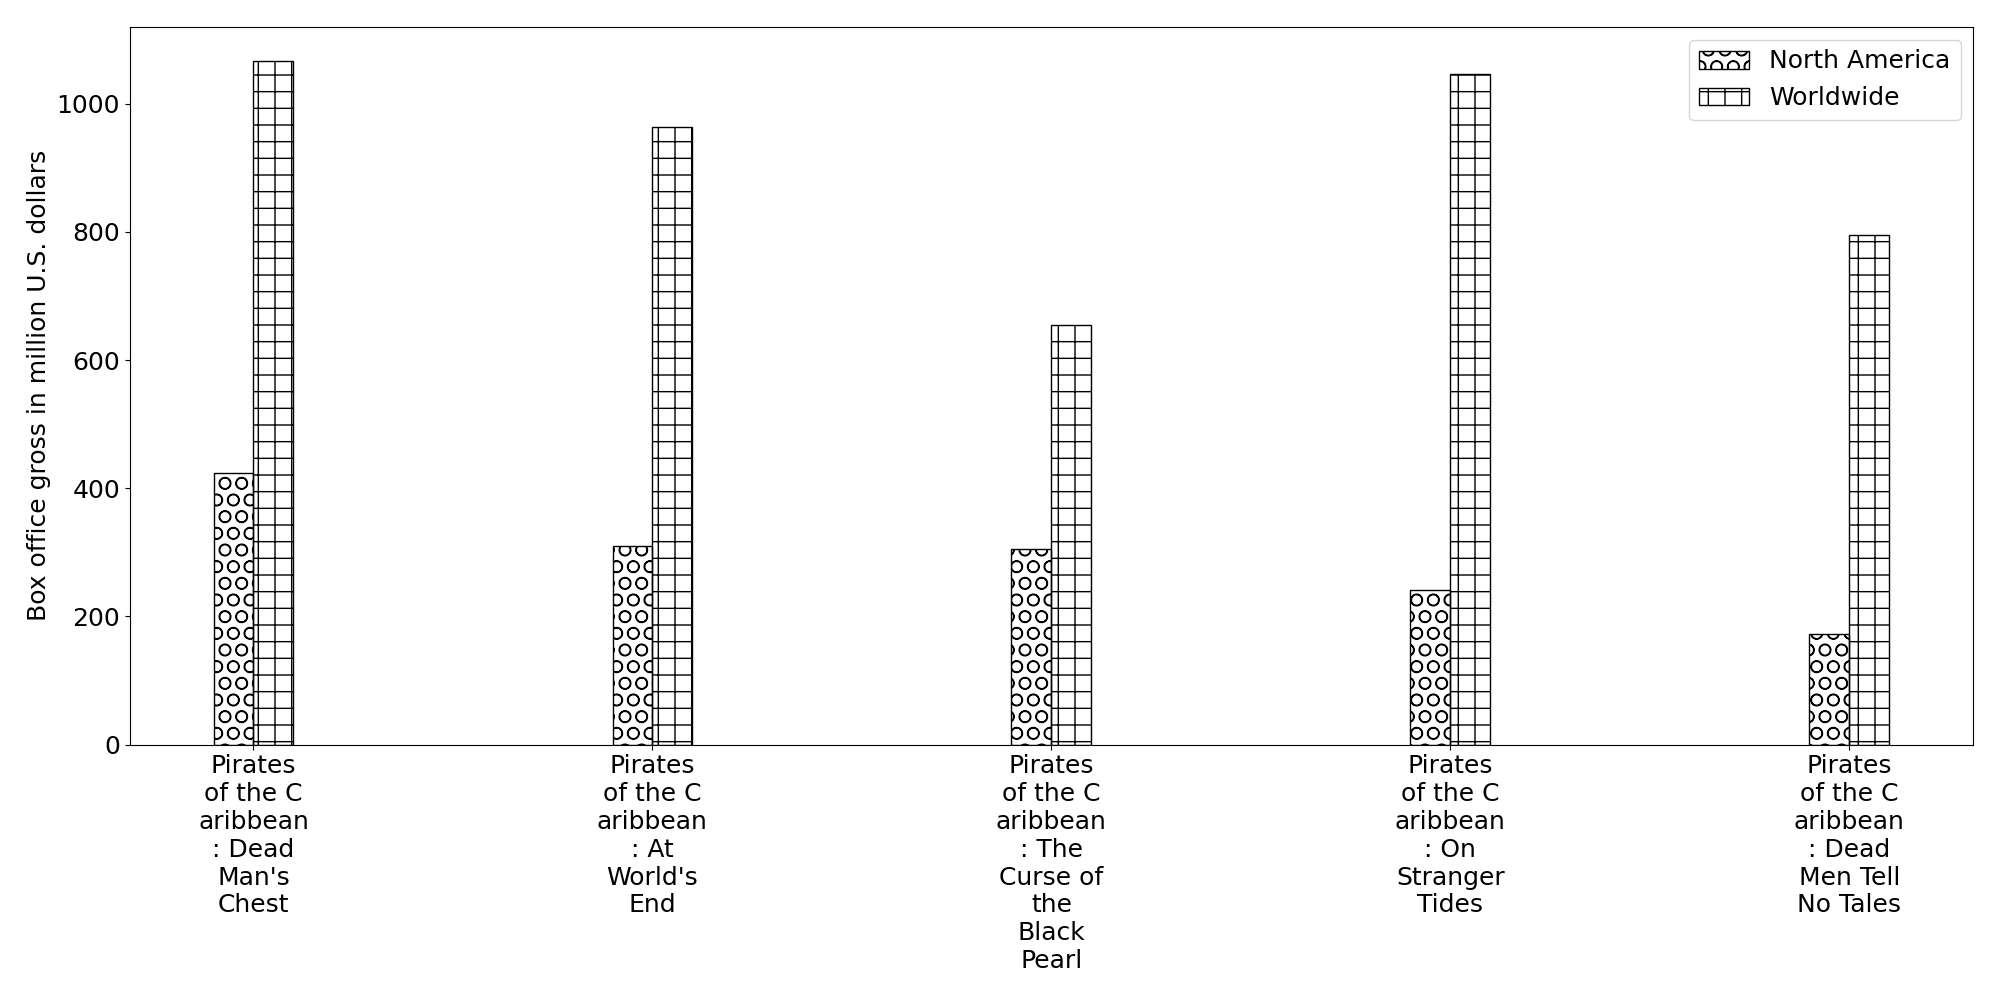 North America
Worldwide
Box office gross in million U.S. dollars
1000
800
600
400
200
0
Pirates
of the C
aribbean
: Dead
Man's
Chest
Pirates
of the C
aribbean
: At
World's
End
Pirates
of the C
aribbean
: The
Curse of
the
Black
Pearl
Pirates
of the C
aribbean
: On
Stranger
Tides
Pirates
of the C
aribbean
: Dead
Men Tell
No Tales